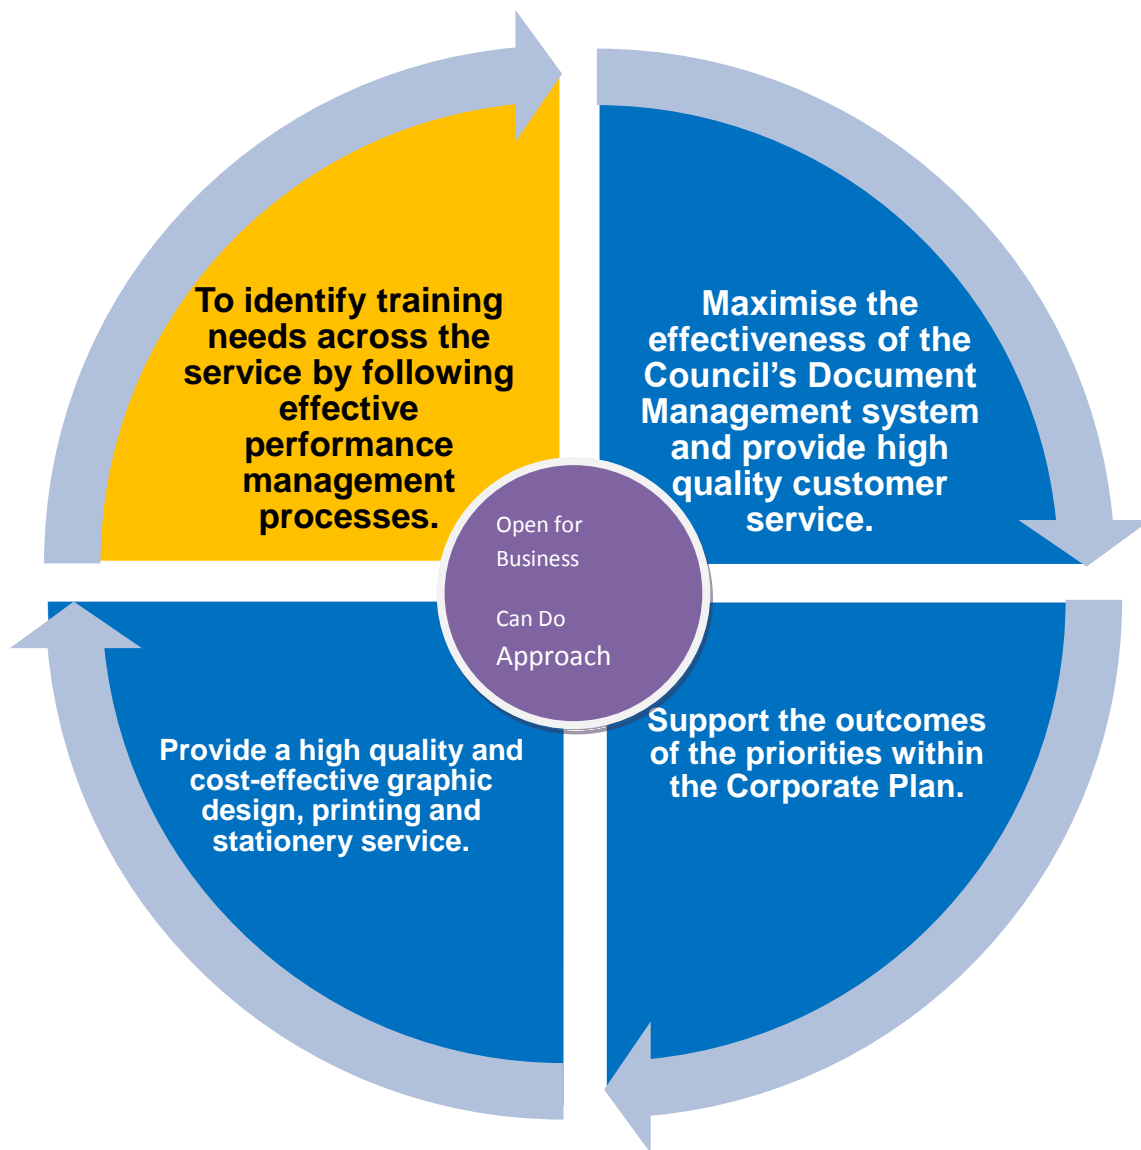 To identify training
needs across the
service by following
effective
performance
management
processes.
Maximise the
effectiveness of the
Council’s Document
Management system
and provide high
quality customer
service.
Open for
Business
Can Do
Approach
Provide a high quality and
cost-effective graphic
design, printing and
stationery service.
Support the outcomes
of the priorities within
the Corporate Plan.